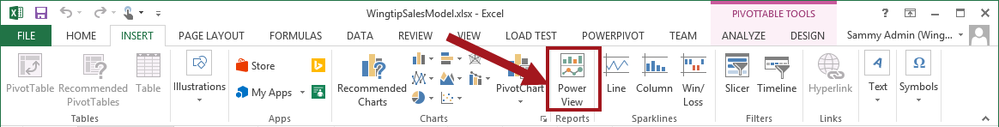 WingtipSalesModel.xlsx - Excel
PIVOTTABLE TOOLS
FILE HOME INSERT PAGE LAYOUT FORMULAS DATA REVIEW VIEW LOAD TEST POWERPIVOT TEAM ANALYZE DESIGN Sammy Admin (Wing...
PivotTable
Recommended
PivotTables
Table
Tables
Illustrations
Store
My Apps
Apps
Recommended
Charts
PivotChart
Charts
Power
View
Reports
Line
Column
Win/
Loss
Sparklines
Slicer
Timeline
Filters
Hyperlink
Links
Text
Symbols